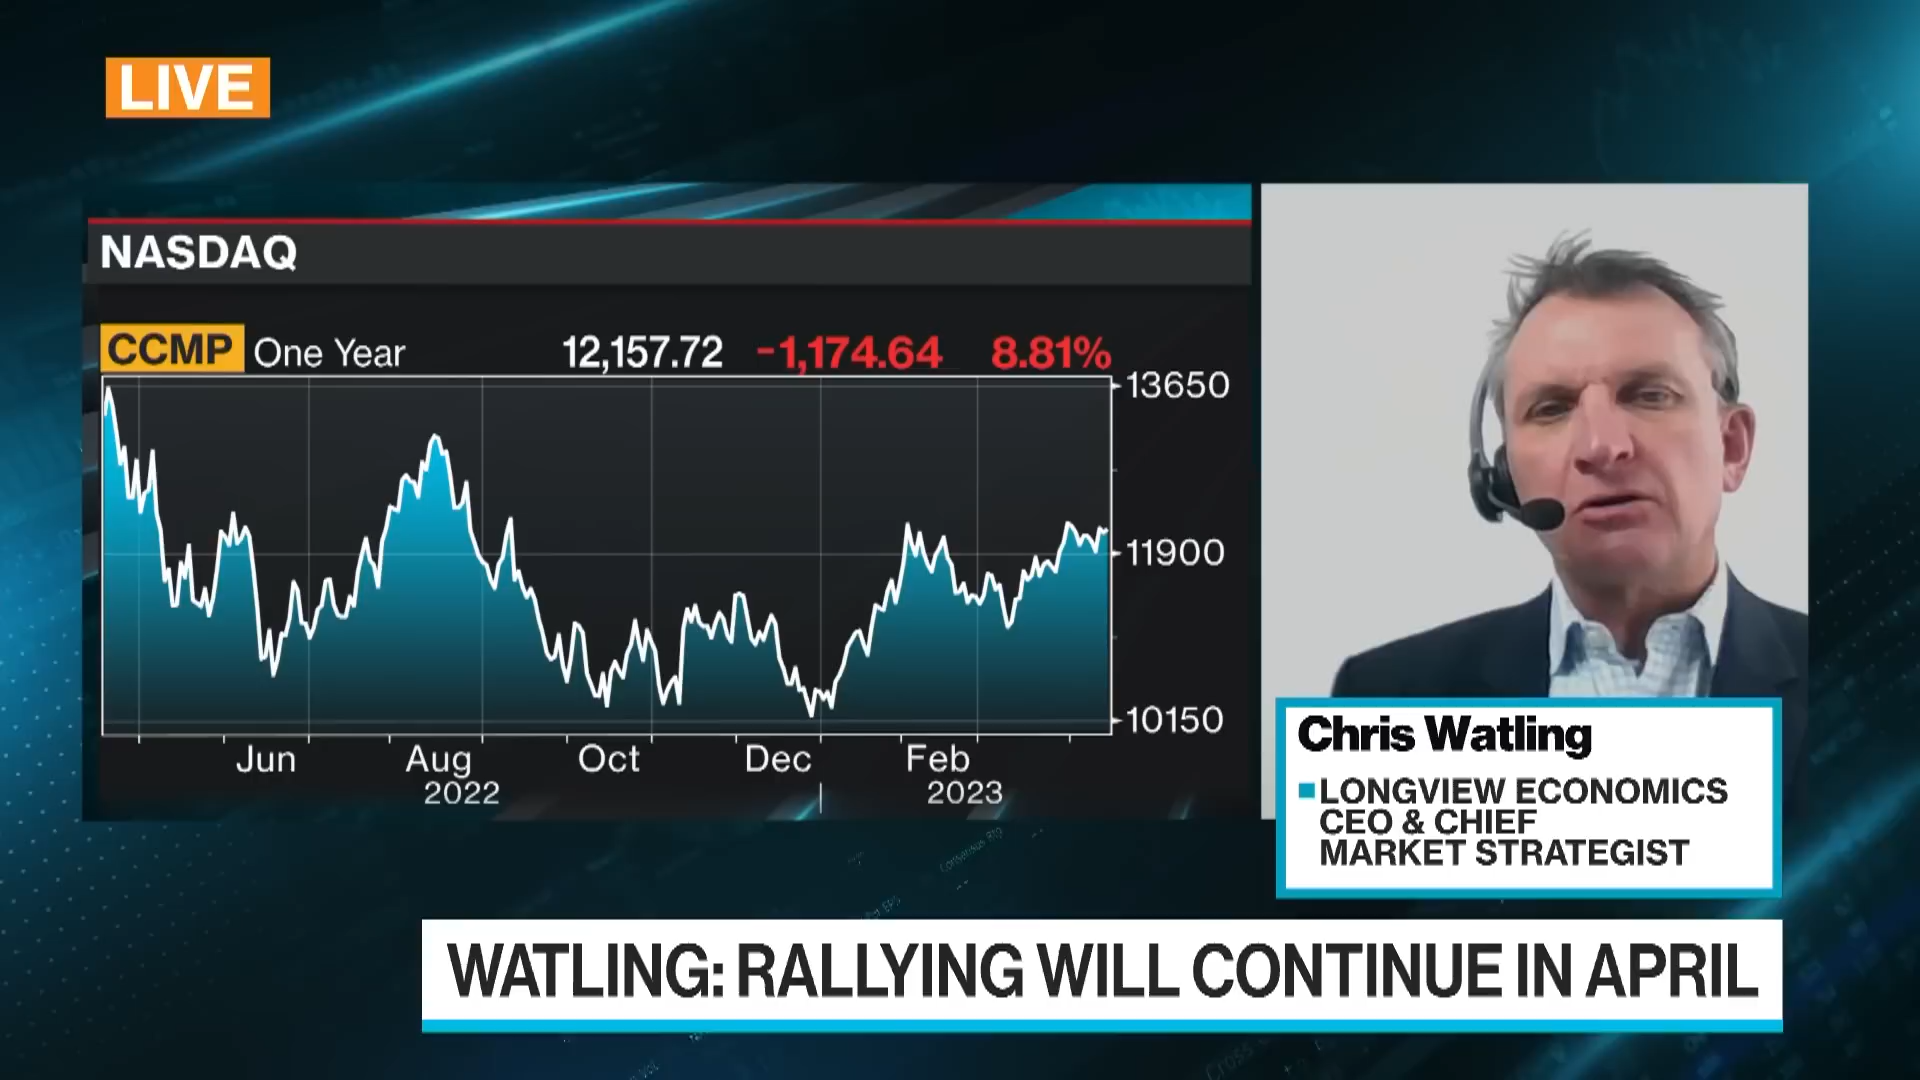 LIVE
NASDAQ
CCMP One Year 12,157.72 -1,174.64 8.81%
13650
11900
10150
Jun Aug Oct Dec Feb
2022 2023
Chris Watling
LONGVIEW ECONOMICS
CEO & CHIEF
MARKET STRATEGIST
WATLING: RALLYING WILL CONTINUE IN APRIL